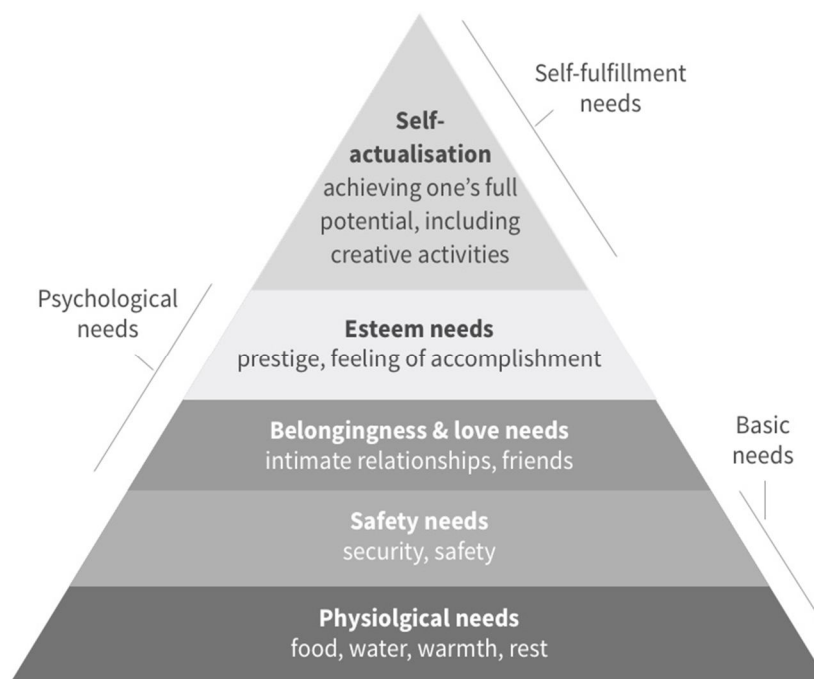 Self-fulfillment
needs
Self-
actualisation
achieving one’s full
potential, including
creative activities
Psychological
needs
Esteem needs
prestige, feeling of accomplishment
Belongingness & love needs
intimate relationships, friends
Basic
needs
Safety needs
security, safety
Physiolgical needs
food, water, warmth, rest